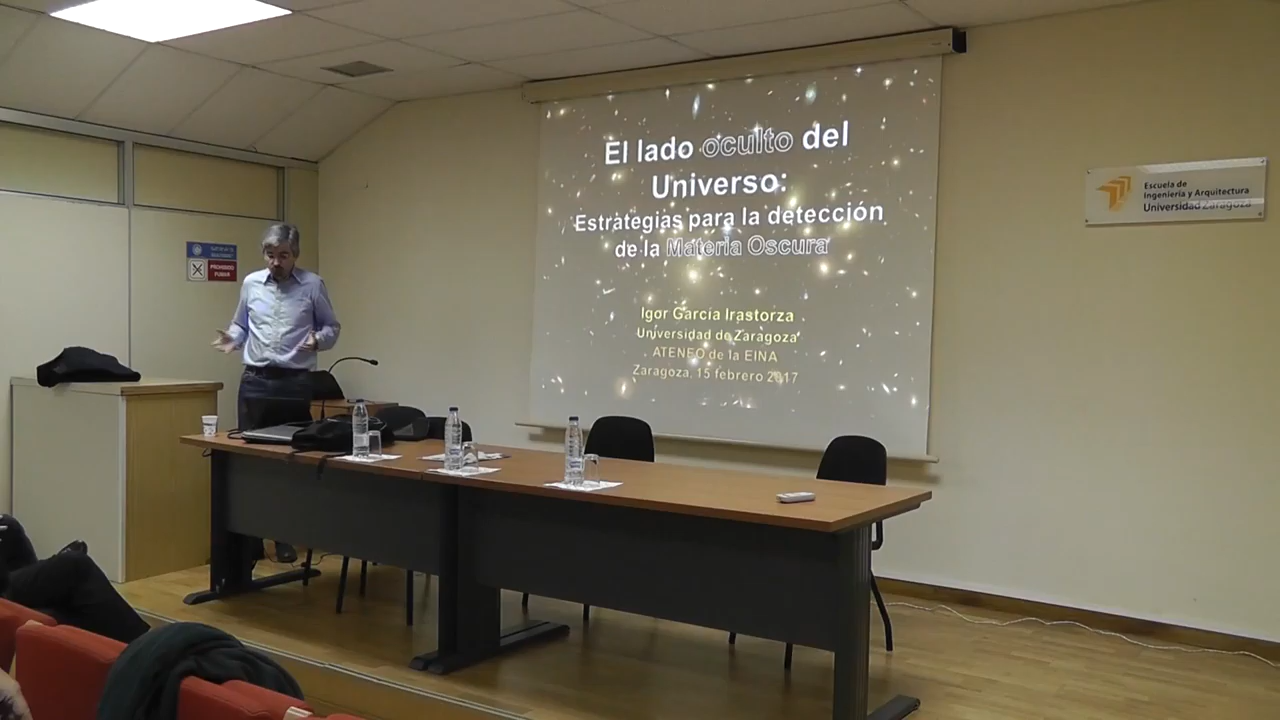 El lado oculto del
Universo:
Estrategias para la detección
de la Materia Oscura
Igor García Irastorza
Universidad de Zaragoza
ATENEO de la EINA
Zaragoza, 15 febrero 2017
Escuela de
Ingeniería y Arquitectura
Universidad Zaragoza
PROHIBIDO
FUMAR